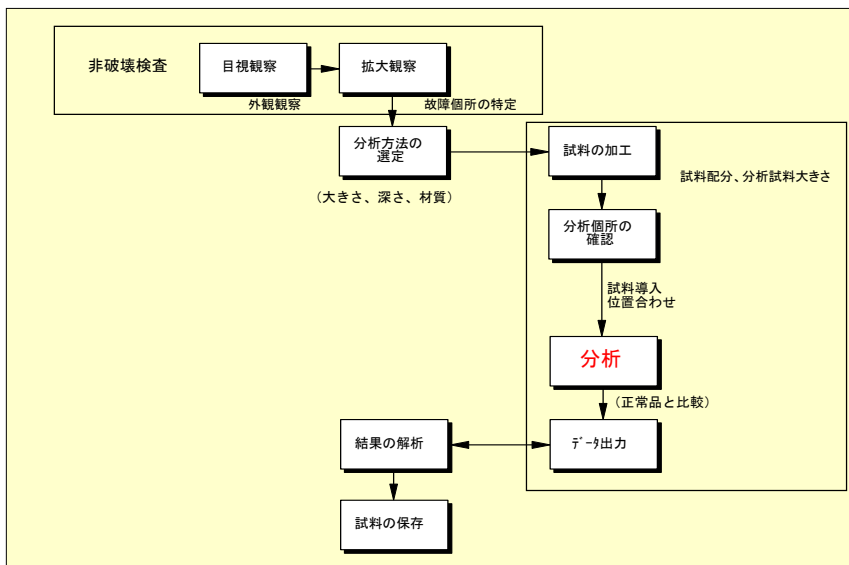 非破壊検査
目視観察
拡大観察
外観観察
故障個所の特定
分析方法の
選定
(大きさ、深さ、材質)
試料の加工
試料配分、分析試料大きさ
分析個所の
確認
試料導入
位置合わせ
分析
(正常品と比較)
ﾃﾞｰﾀ出力
結果の解析
試料の保存